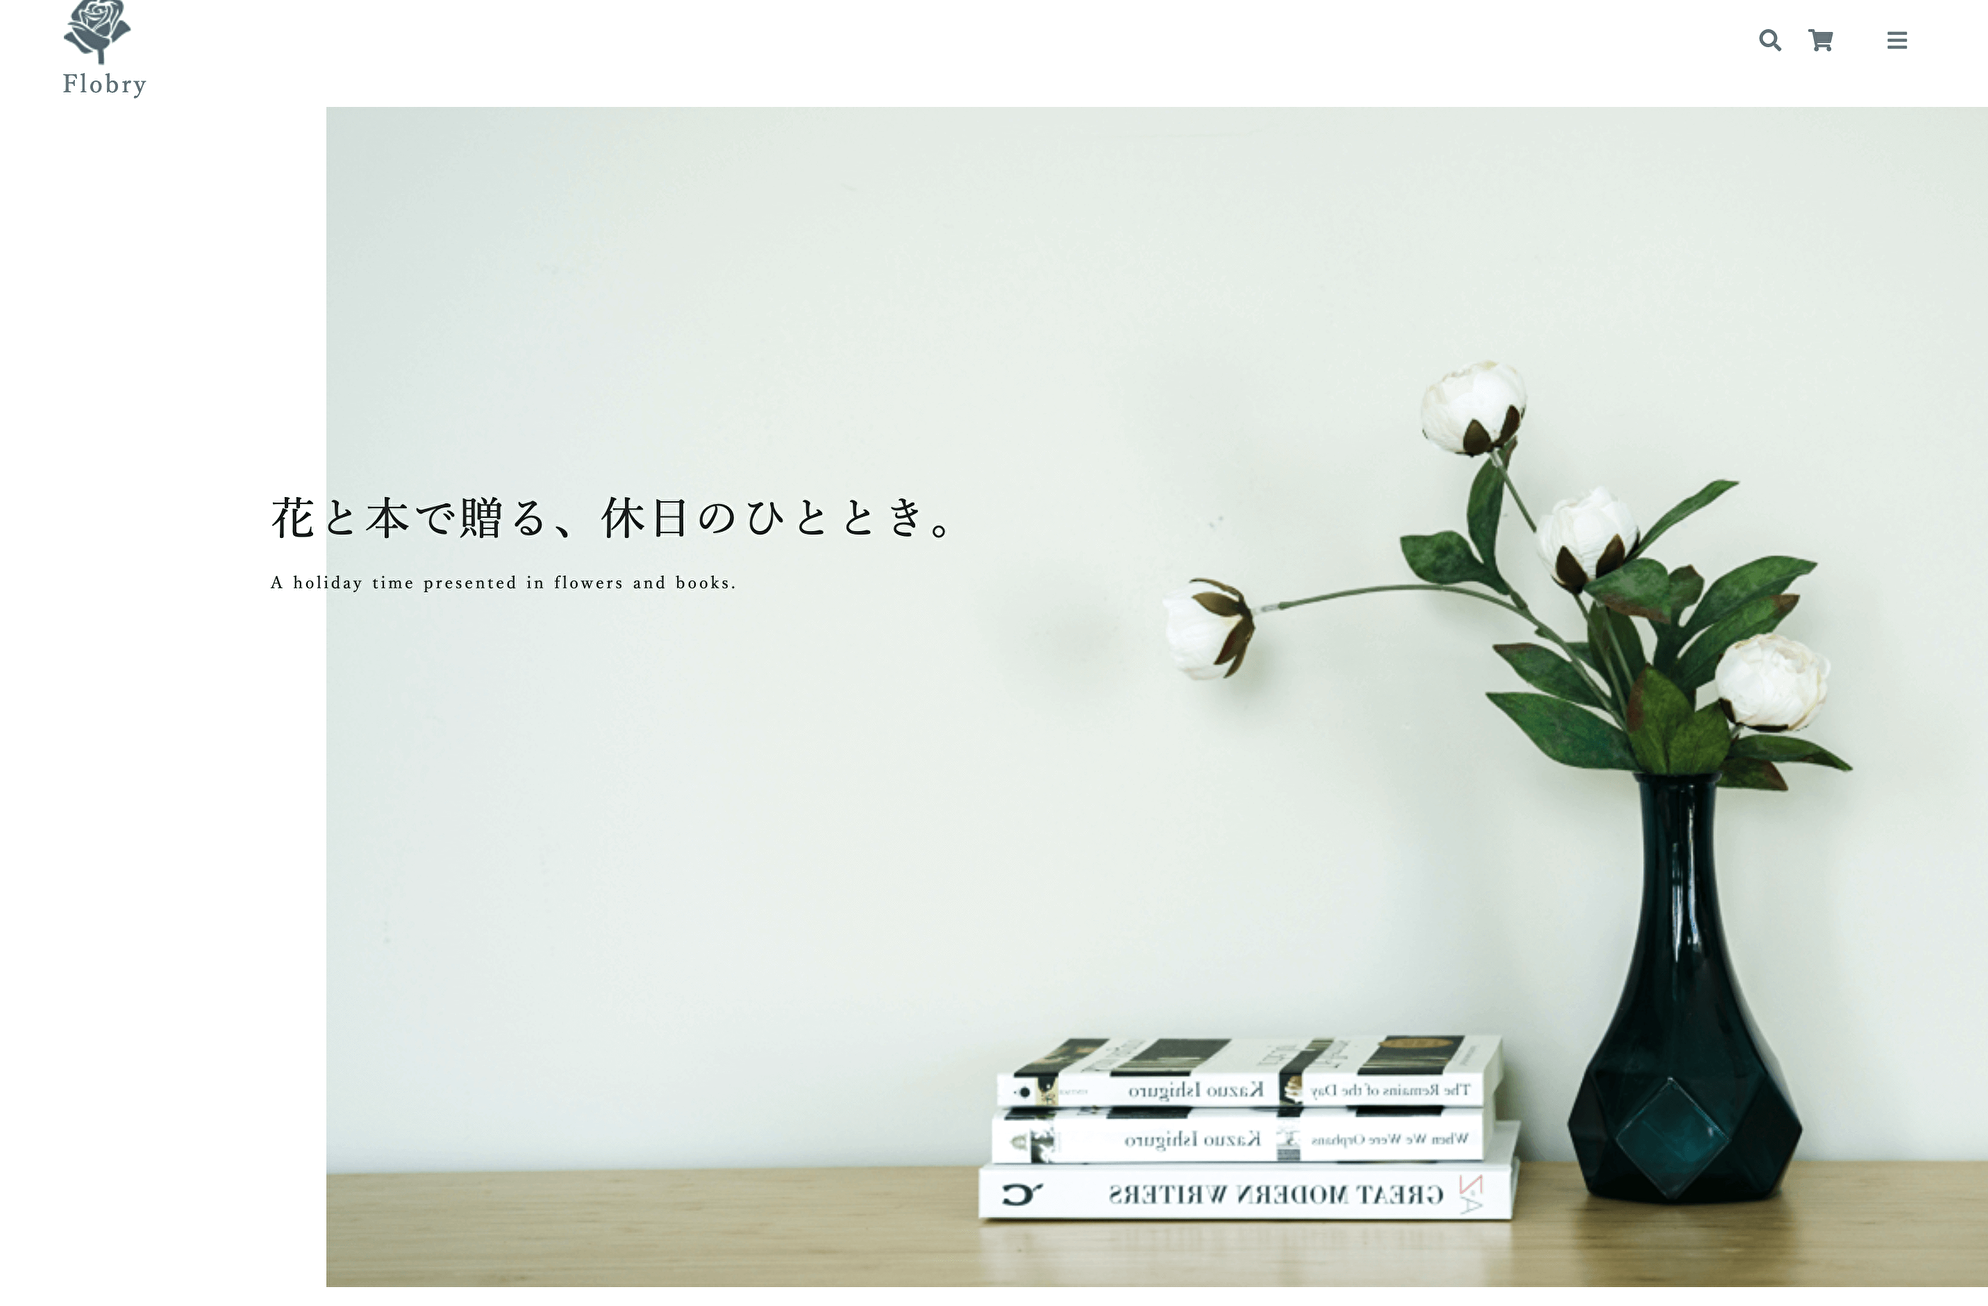 Flobry
花と本で贈る、休日のひととき。
A holiday time presented in flowers and books.
The Remains of the Day Kazuo Ishiguro
When We Were Orphans Kazuo Ishiguro
GREAT MODERN WRITERS